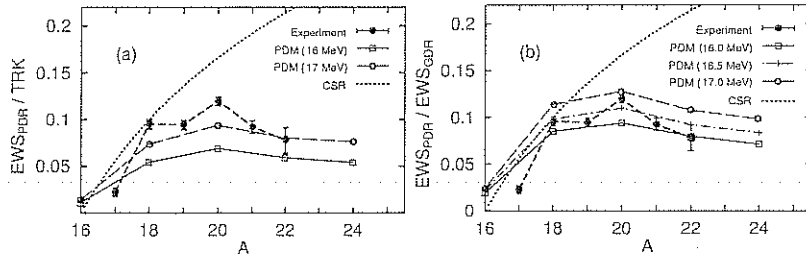 0.2
0.15
0.1
0.05
EWS_PDR / TRK
(a)
Experiment
PDM (16 MeV)
PDM (17 MeV)
CSR
16 18 20 22 24
A
0.2
0.15
0.1
0.05
0
EWS_PDR / EWS_GDR
(b)
Experiment
PDM (16.0 MeV)
PDM (16.5 MeV)
PDM (17.0 MeV)
CSR
16 18 20 22 24
A